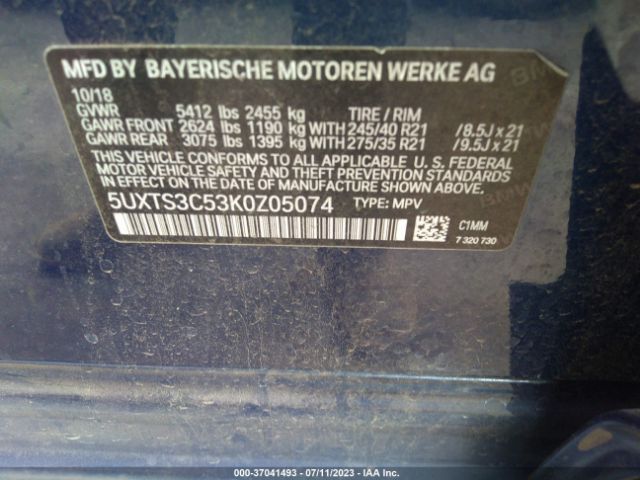 MFD BY BAYERISCHE MOTOREN WERKE AG
10/18
GVWR 5412 lbs 2455 kg TIRE / RIM
GAWR FRONT 2624 lbs 1190 kg WITH 245/40 R21 / 8.5J x 21
GAWR REAR 3075 lbs 1395 kg WITH 275/35 R21 / 9.5J x 21
THIS VEHICLE CONFORMS TO ALL APPLICABLE U. S. FEDERAL
MOTOR VEHICLE SAFETY, BUMPER,
AND THEFT PREVENTION STANDARDS IN EFFECT
ON THE DATE OF MANUFACTURE SHOWN ABOVE.
5UXTS3C53K0Z05074 TYPE: MPV
C1MM
7 320 730
000-37041493 - 07/11/2023 - IAA Inc.